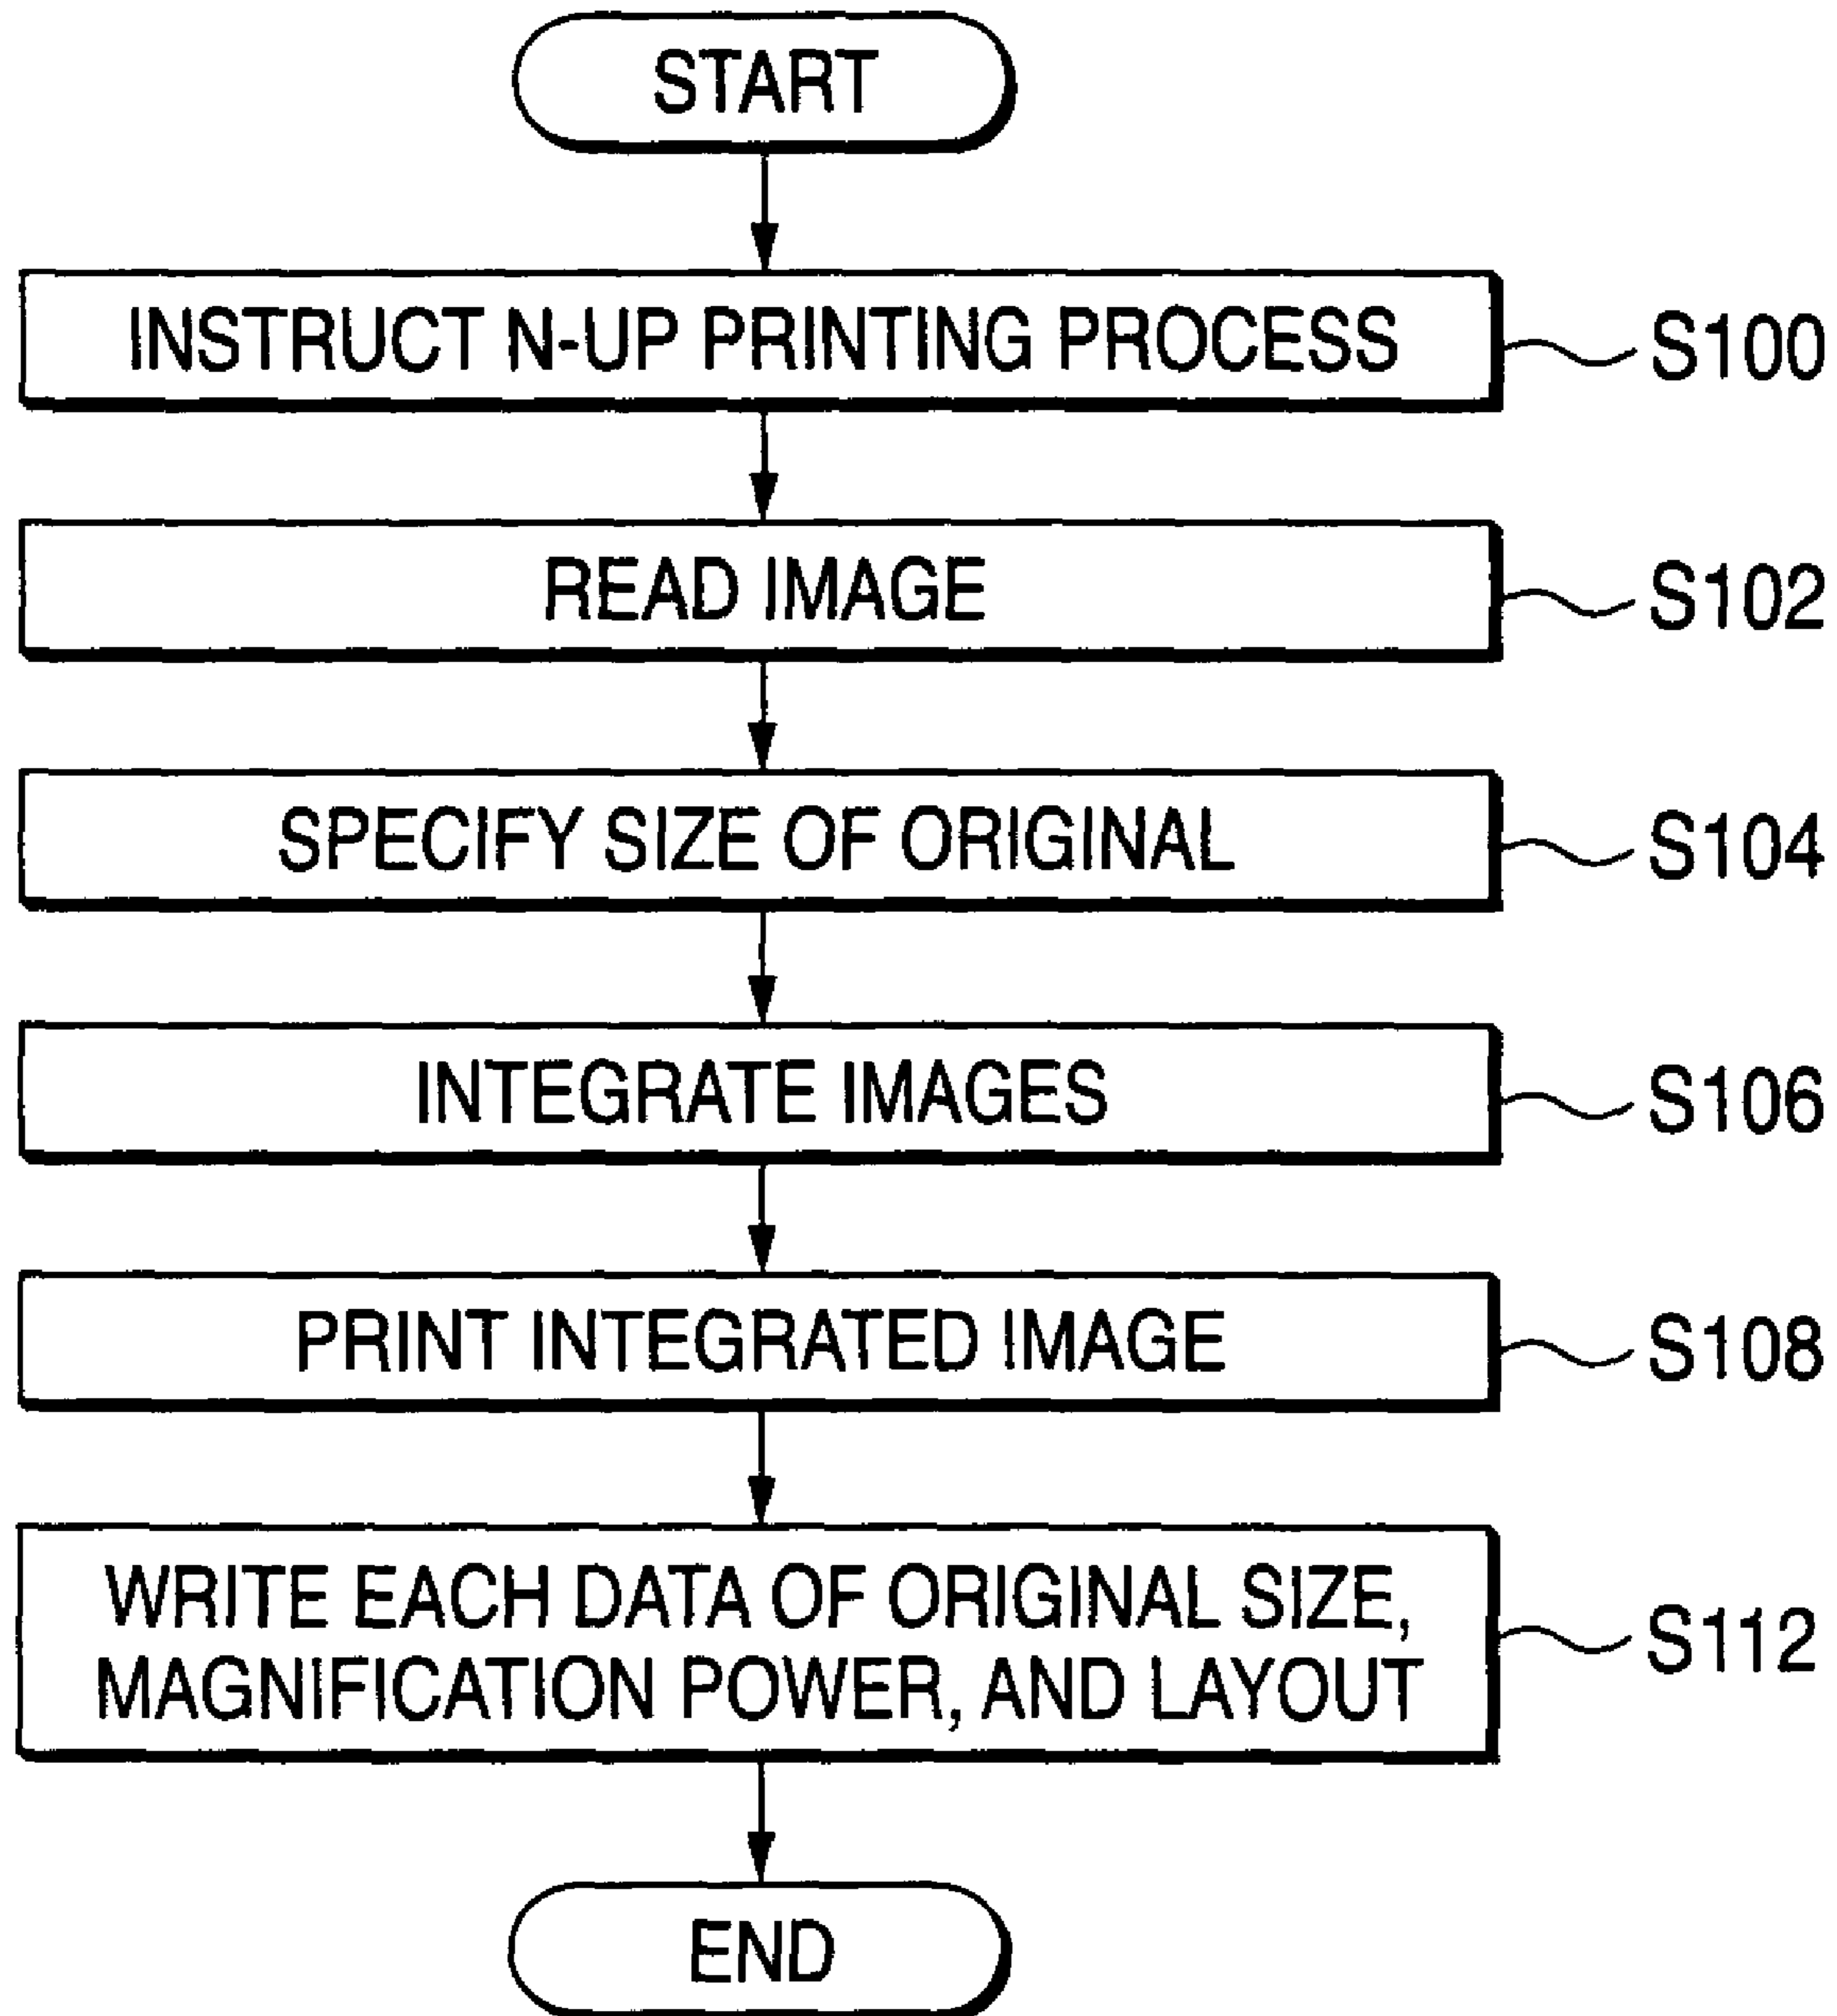 START
INSTRUCT N-UP PRINTING PROCESS
S100
READ IMAGE
S102
SPECIFY SIZE OF ORIGINAL
S104
INTEGRATE IMAGES
S106
PRINT INTEGRATED IMAGE
S108
WRITE EACH DATA OF ORIGINAL SIZE,
MAGNIFICATION POWER, AND LAYOUT
S112
END